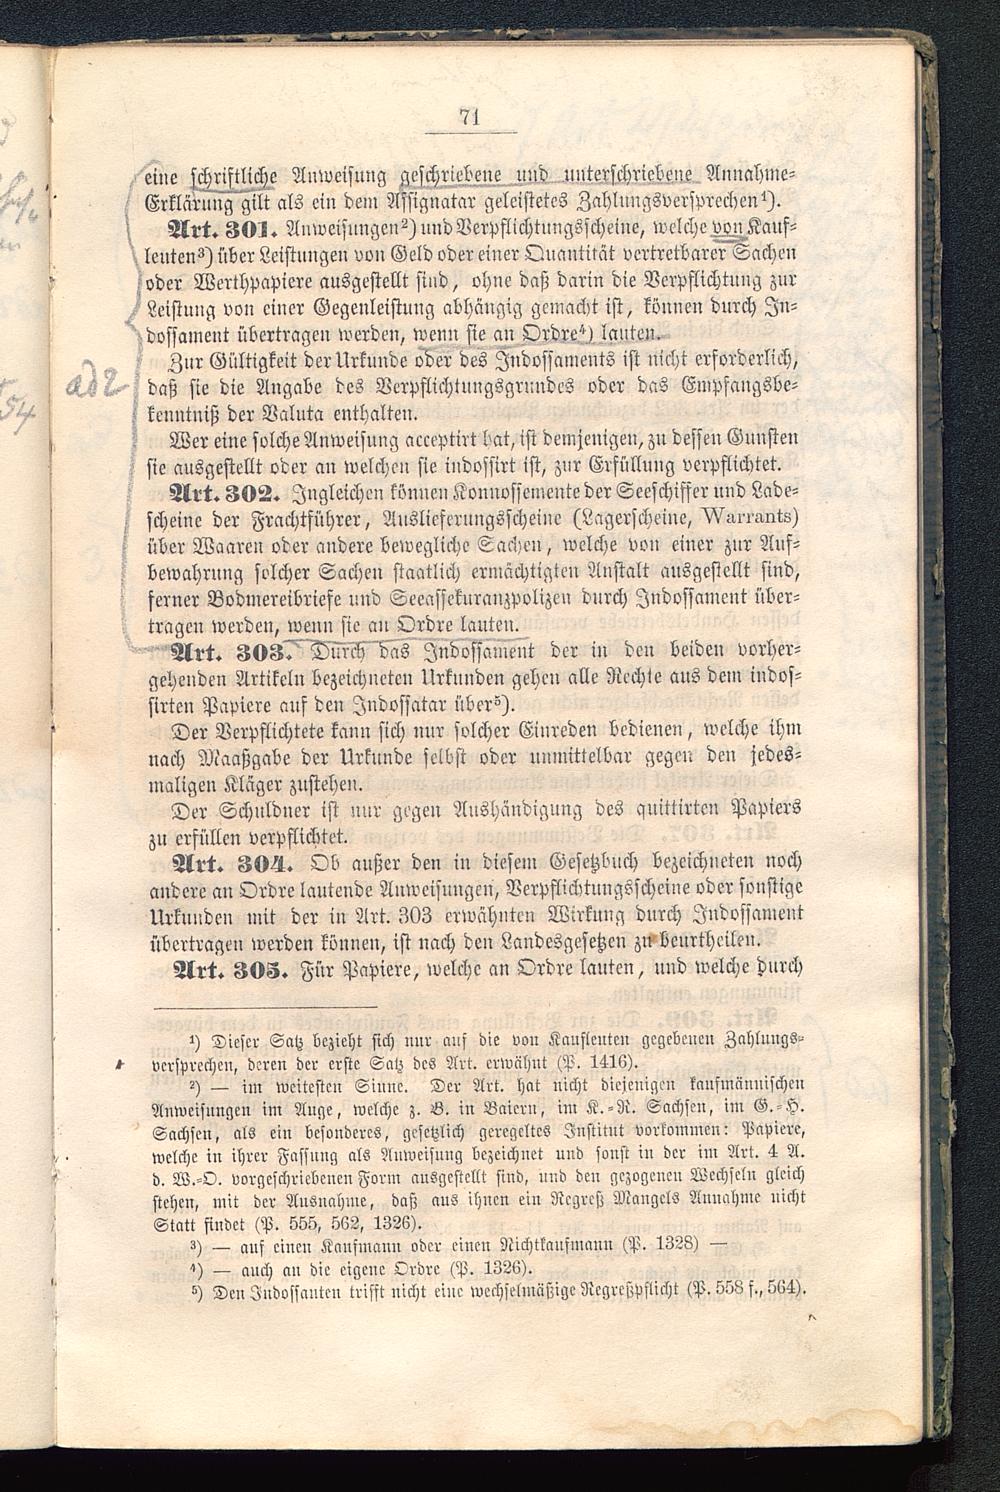 71
eine schriftliche Anweisung geschriebene und unterschriebene Annahme-
Erklärung gilt als ein dem Assignatar geleistetes Zahlungsversprechen¹).
Art. 301. Anweisungen²) und Verpflichtungsscheine, welche von Kauf-
leuten³) über Leistungen von Geld oder einer Quantität vertretbarer Sachen
oder Werthpapiere ausgestellt sind, ohne daß darin die Verpflichtung zur
Leistung von einer Gegenleistung abhängig gemacht ist, können durch In-
dossament übertragen werden, wenn sie an Ordre⁴) lauten.
Zur Gültigkeit der Urkunde oder des Indossaments ist nicht erforderlich,
ad 2
daß sie die Angabe des Verpflichtungsgrundes oder das Empfangsbe-
54
kenntniß der Valuta enthalten.
Wer eine solche Anweisung acceptirt hat, ist demjenigen, zu dessen Gunsten
sie ausgestellt oder an welchen sie indossirt ist, zur Erfüllung verpflichtet.
Art. 302. Ingleichen können Konnossemente der Seeschiffer und Lade-
scheine der Frachtführer, Auslieferungsscheine (Lagerscheine, Warrants)
über Waaren oder andere bewegliche Sachen, welche von einer zur Auf-
bewahrung solcher Sachen staatlich ermächtigten Anstalt ausgestellt sind,
ferner Bodmereibriefe und Seeassekuranzpolizen durch Indossament über-
tragen werden, wenn sie an Ordre lauten.
Art. 303. Durch das Indossament der in den beiden vorher-
gehenden Artikeln bezeichneten Urkunden gehen alle Rechte aus dem indos-
sirten Papiere auf den Indossatar über⁵).
Der Verpflichtete kann sich nur solcher Einreden bedienen, welche ihm
nach Maaßgabe der Urkunde selbst oder unmittelbar gegen den jedes-
maligen Kläger zustehen.
Der Schuldner ist nur gegen Aushändigung des quittirten Papiers
zu erfüllen verpflichtet.
Art. 304. Ob außer den in diesem Gesetzbuch bezeichneten noch
andere an Ordre lautende Anweisungen, Verpflichtungsscheine oder sonstige
Urkunden mit der in Art. 303 erwähnten Wirkung durch Indossament
übertragen werden können, ist nach den Landesgesetzen zu beurtheilen.
Art. 305. Für Papiere, welche an Ordre lauten, und welche durch
¹) Dieser Satz bezieht sich nur auf die von Kaufleuten gegebenen Zahlungs-
versprechen, deren der erste Satz des Art. erwähnt (P. 1416).
²) — im weitesten Sinne. Der Art. hat nicht diejenigen kaufmännischen
Anweisungen im Auge, welche z. B. in Baiern, im K.-R. Sachsen, im G.-H.
Sachsen, als ein besonderes, gesetzlich geregeltes Institut vorkommen: Papiere,
welche in ihrer Fassung als Anweisung bezeichnet und sonst in der im Art. 4 A.
d. W.-O. vorgeschriebenen Form ausgestellt sind, und den gezogenen Wechseln gleich
stehen, mit der Ausnahme, daß aus ihnen ein Regreß Mangels Annahme nicht
Statt findet (P. 555, 562, 1326).
³) — auf einen Kaufmann oder einen Nichtkaufmann (P. 1328) —
⁴) — auch an die eigene Ordre (P. 1326).
⁵) Den Indossanten trifft nicht eine wechselmäßige Regreßpflicht (P. 558 f., 564).